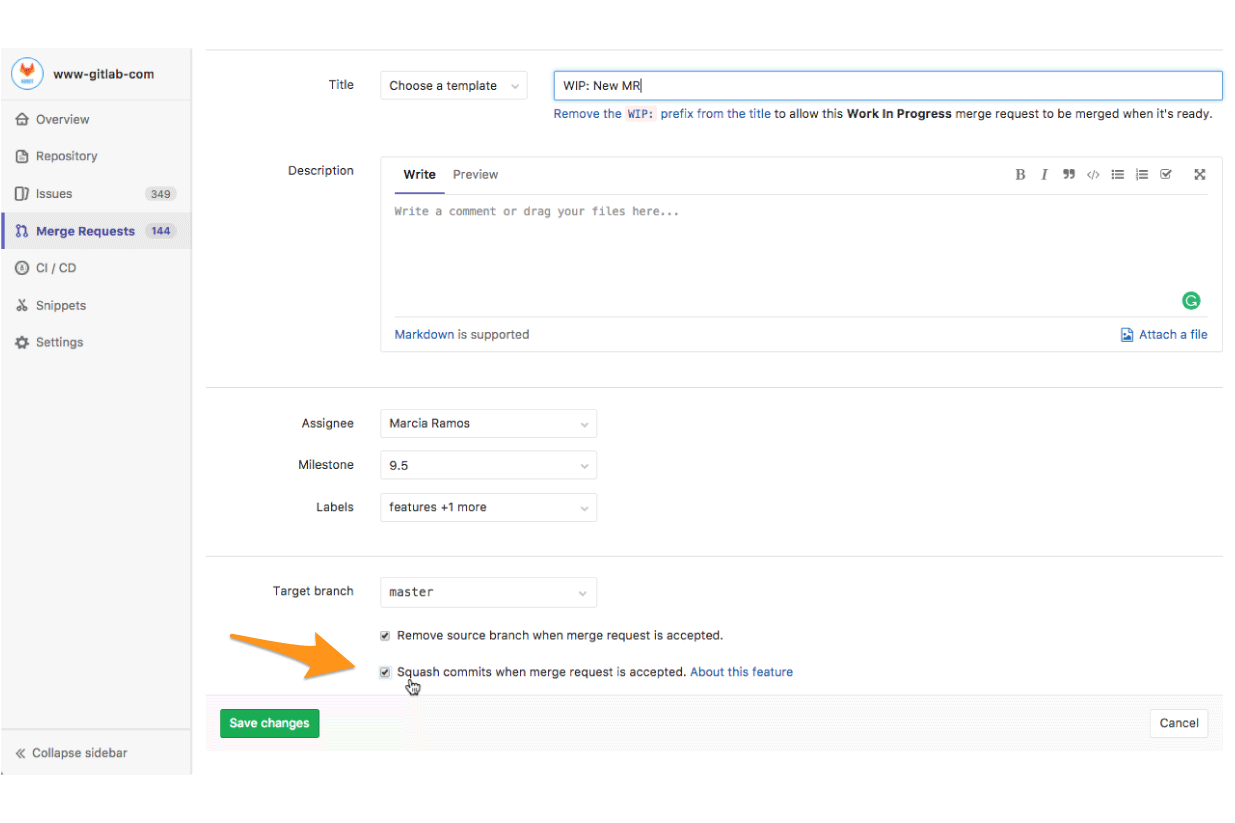 www-gitlab-com
Overview
Repository
Issues 349
Merge Requests 144
CI / CD
Snippets
Settings
Collapse sidebar
Title Choose a template WIP: New MR
Remove the WIP: prefix from the title to allow this Work In Progress merge request to be merged when it's ready.
Description Write Preview
Write a comment or drag your files here...
Markdown is supported Attach a file
Assignee Marcia Ramos
Milestone 9.5
Labels features +1 more
Target branch master
Remove source branch when merge request is accepted.
Squash commits when merge request is accepted. About this feature
Save changes Cancel